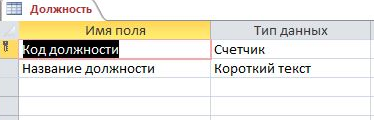 Должность
Имя поля Тип данных
Код должности Счетчик
Название должности Короткий текст